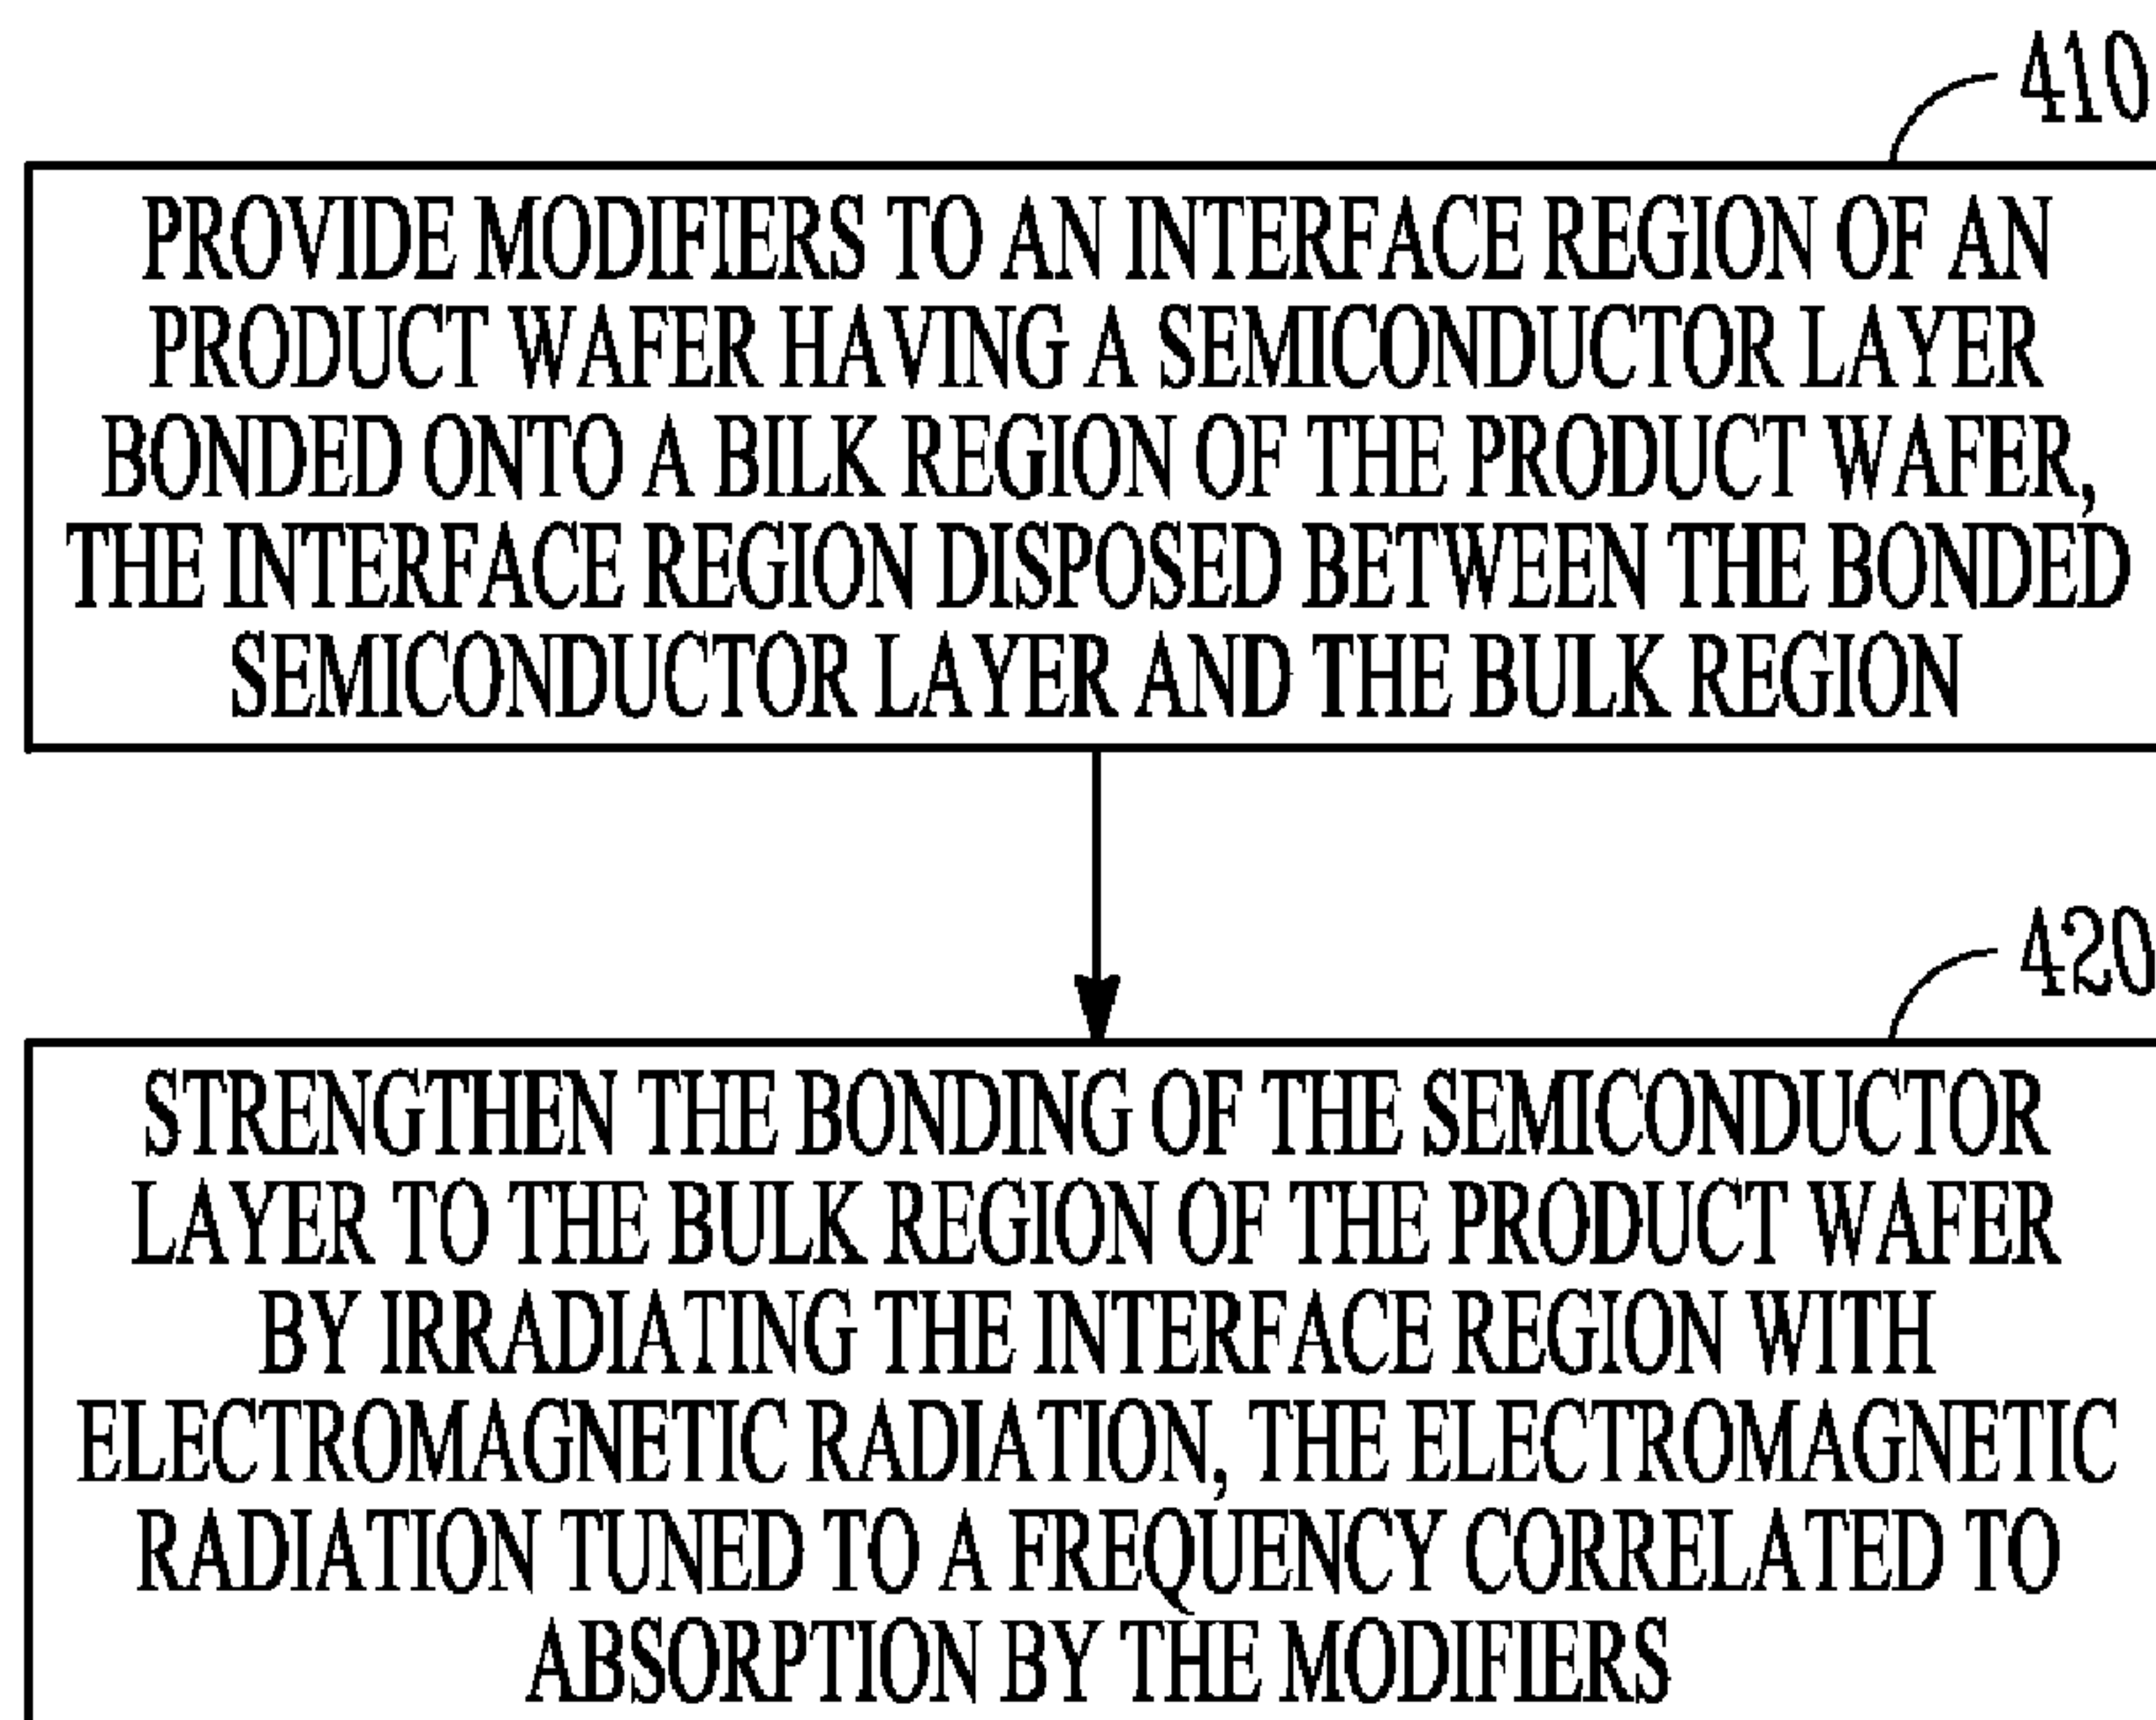 410
PROVIDE MODIFIERS TO AN INTERFACE REGION OF AN
PRODUCT WAFER HAVING A SEMICONDUCTOR LAYER
BONDED ONTO A BILK REGION OF THE PRODUCT WAFER,
THE INTERFACE REGION DISPOSED BETWEEN THE BONDED
SEMICONDUCTOR LAYER AND THE BULK REGION
420
STRENGTHEN THE BONDING OF THE SEMICONDUCTOR
LAYER TO THE BULK REGION OF THE PRODUCT WAFER
BY IRRADIATING THE INTERFACE REGION WITH
ELECTROMAGNETIC RADIATION, THE ELECTROMAGNETIC
RADIATION TUNED TO A FREQUENCY CORRELATED TO
ABSORPTION BY THE MODIFIERS